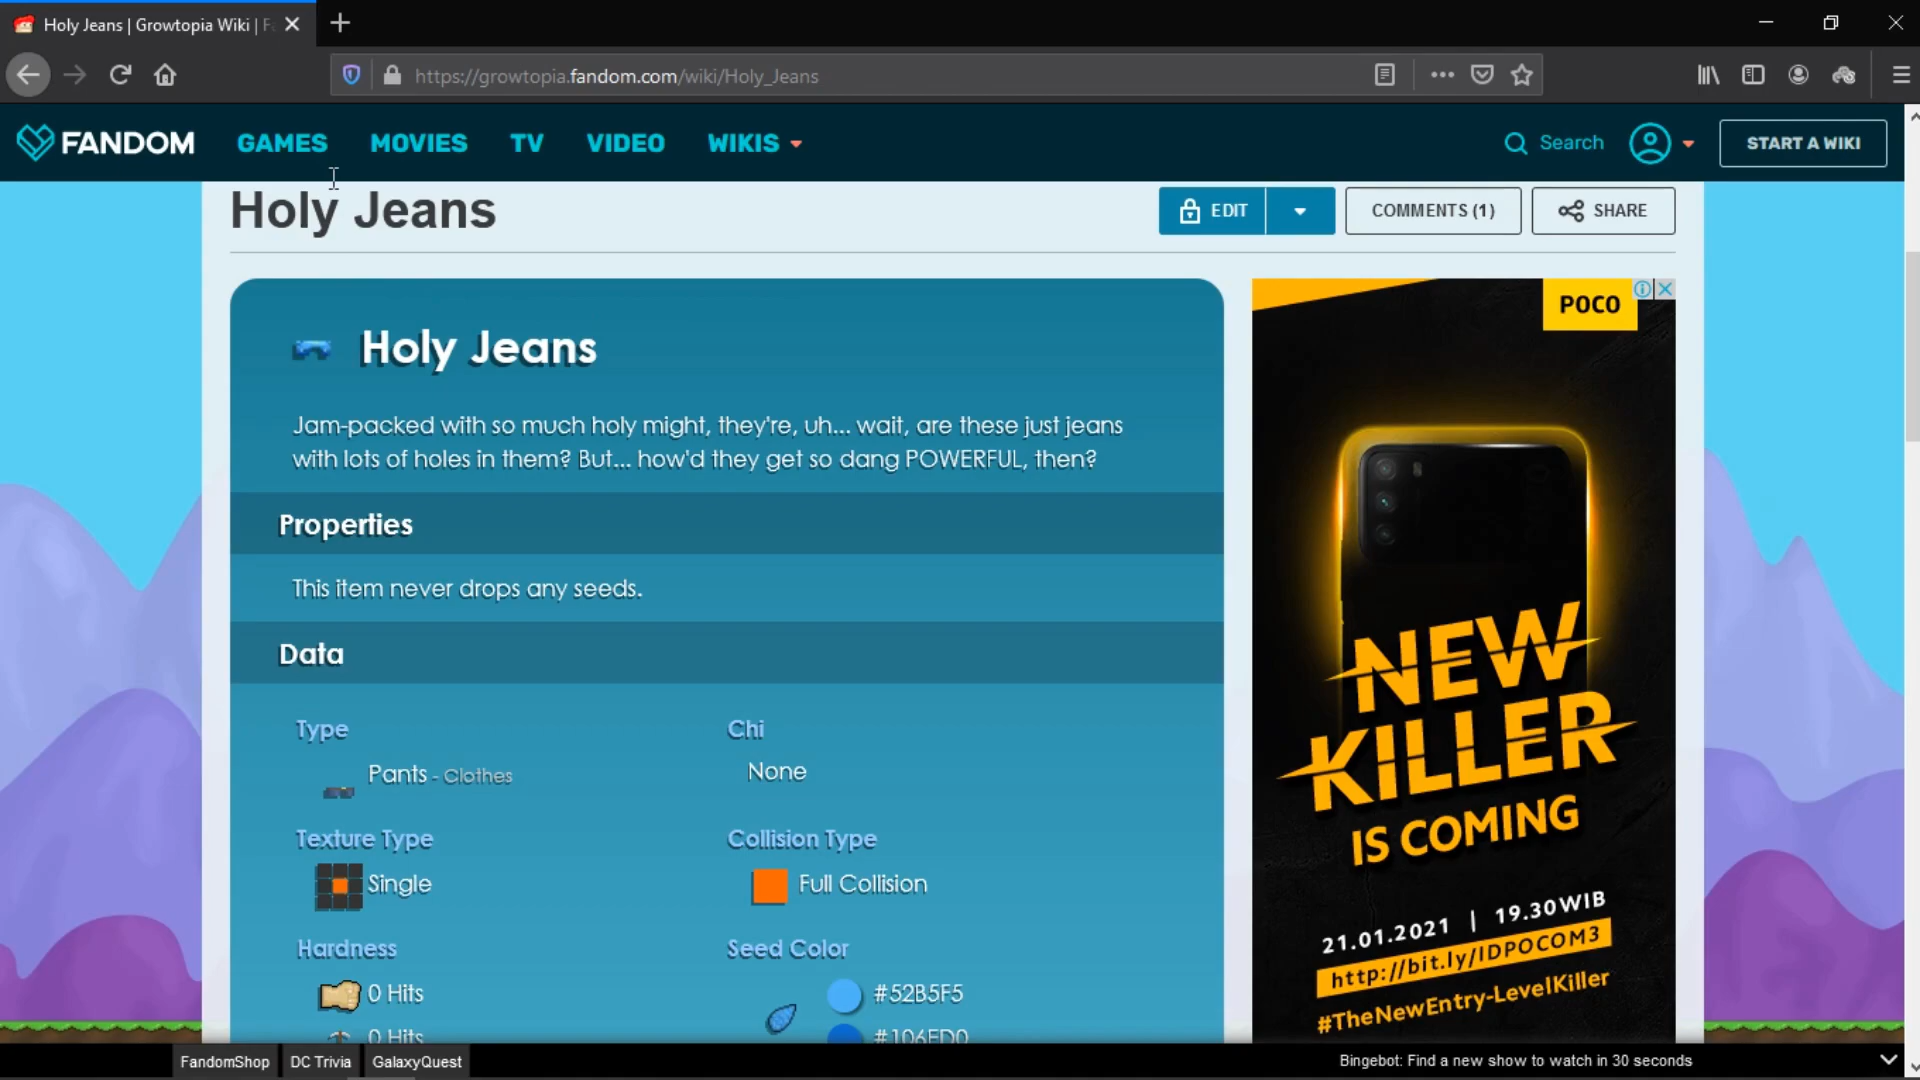 Holy Jeans | Growtopia Wiki | F
https://growtopia.fandom.com/wiki/Holy_Jeans
FANDOM GAMES MOVIES TV VIDEO WIKIS Search START A WIKI
Holy Jeans EDIT COMMENTS (1) SHARE
Holy Jeans
Jam-packed with so much holy might, they're, uh... wait, are these just jeans
with lots of holes in them? But... how'd they get so dang POWERFUL, then?
Properties
This item never drops any seeds.
Data
Type Chi
Pants - Clothes None
Texture Type Collision Type
Single Full Collision
Hardness Seed Color
0 Hits #52B5F5
0 Hits #106ED0
POCO
NEW
KILLER
IS COMING
21.01.2021 | 19.30WIB
http://bit.ly/IDPOCOM3
#TheNewEntry-LevelKiller
FandomShop DC Trivia GalaxyQuest Bingebot: Find a new show to watch in 30 seconds